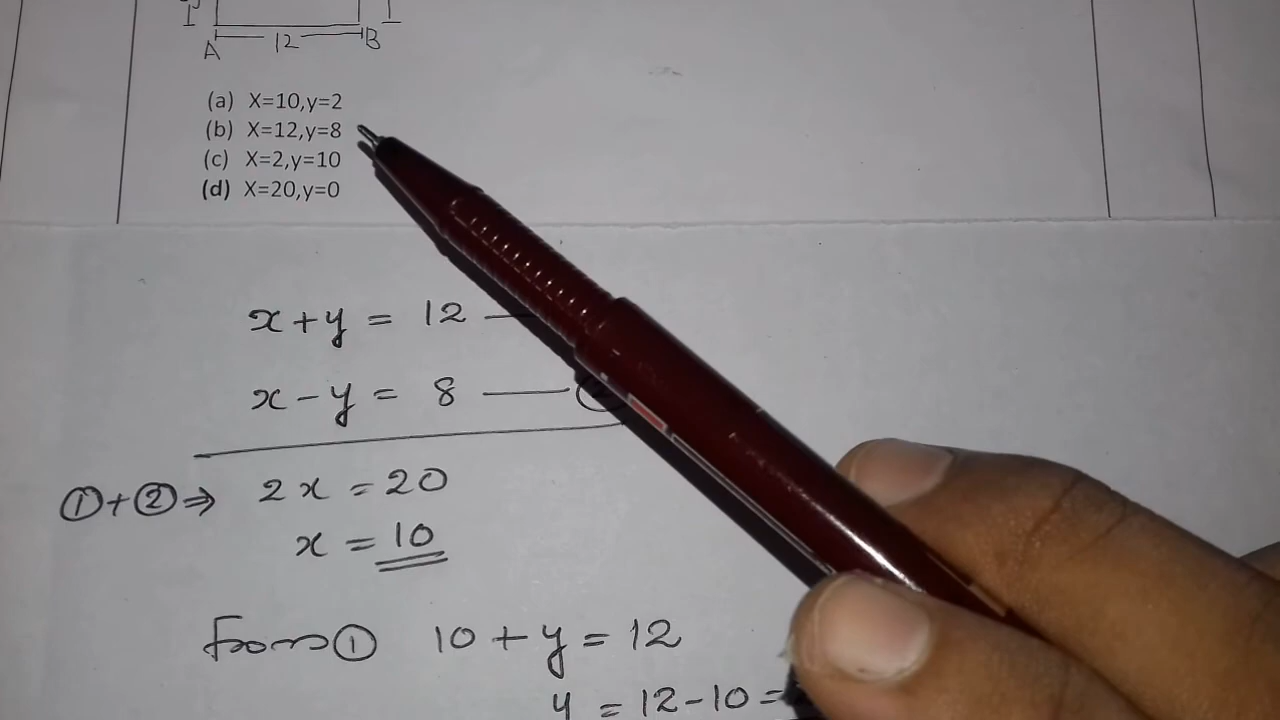 A 12 B
(a) X=10,y=2
(b) X=12,y=8
(c) X=2,y=10
(d) X=20,y=0
x+y = 12
x-y = 8
①+②⇒ 2x = 20
x = 10
From ① 10+y = 12
y = 12-10 =